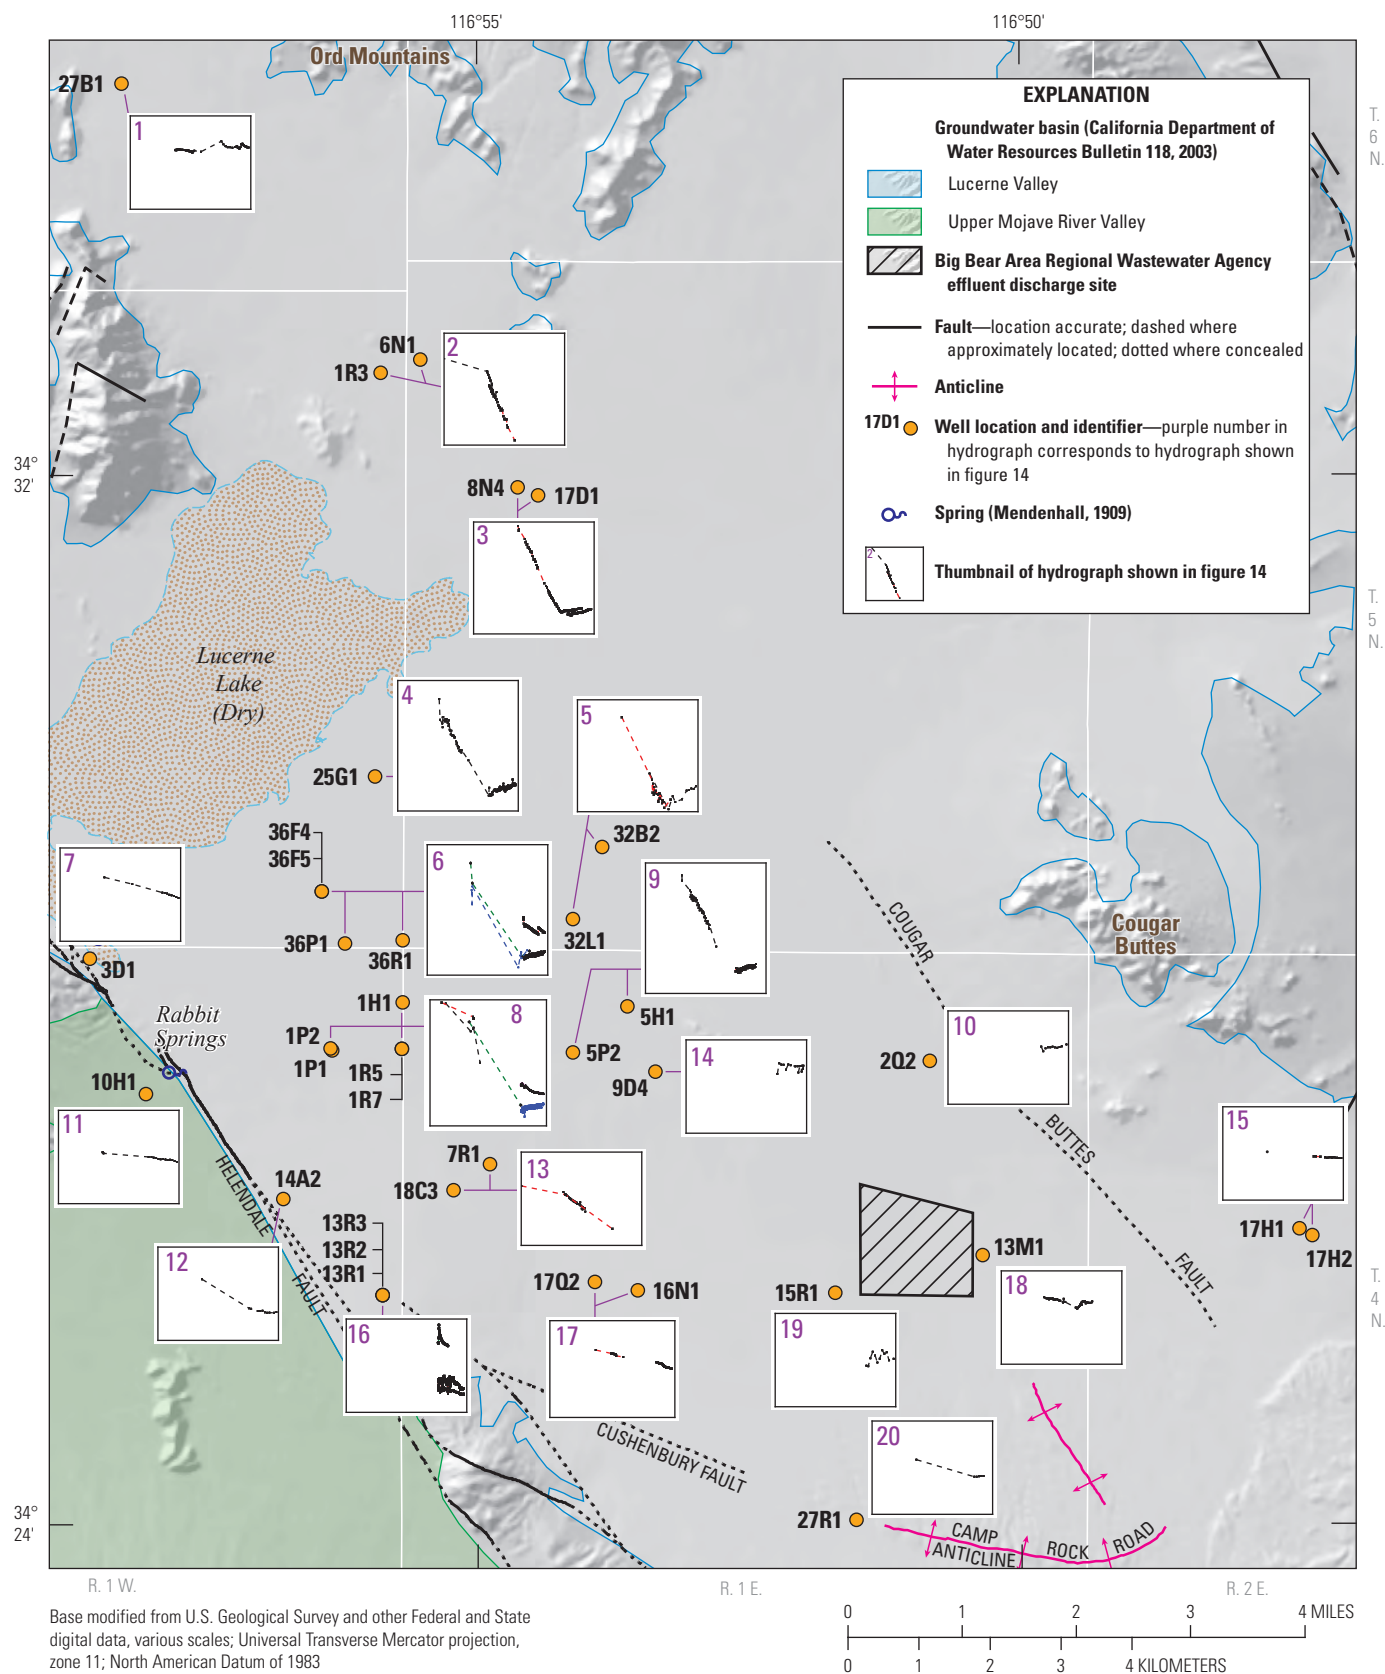 116°55'
116°50'
Ord Mountains
27B1
1
EXPLANATION
Groundwater basin (California Department of
Water Resources Bulletin 118, 2003)
Lucerne Valley
Upper Mojave River Valley
Big Bear Area Regional Wastewater Agency
effluent discharge site
Fault—location accurate; dashed where
approximately located; dotted where concealed
Anticline
17D1
Well location and identifier—purple number in
hydrograph corresponds to hydrograph shown
in figure 14
Spring (Mendenhall, 1909)
2
Thumbnail of hydrograph shown in figure 14
T.
6
N.
6N1
1R3
2
34°
32'
8N4
17D1
3
T.
5
N.
Lucerne
Lake
(Dry)
4
25G1
5
32B2
32L1
36F4
36F5
6
36P1
36R1
7
3D1
9
5H1
5P2
COUGAR
Cougar
Buttes
Rabbit
Springs
1H1
1P2
1P1
8
1R5
1R7
10H1
14
9D4
10
2Q2
11
BUTTES
15
7R1
18C3
13
HELENDALE
14A2
17H1
17H2
13R3
13R2
13R1
12
FAULT
17Q2
16N1
13M1
15R1
FAULT
18
T.
4
N.
16
17
19
CUSHENBURY FAULT
20
27R1
CAMP
ROCK
ROAD
ANTICLINE
34°
24'
R. 1 W.
R. 1 E.
R. 2 E.
Base modified from U.S. Geological Survey and other Federal and State
digital data, various scales; Universal Transverse Mercator projection,
zone 11; North American Datum of 1983
0 1 2 3 4 MILES
0 1 2 3 4 KILOMETERS